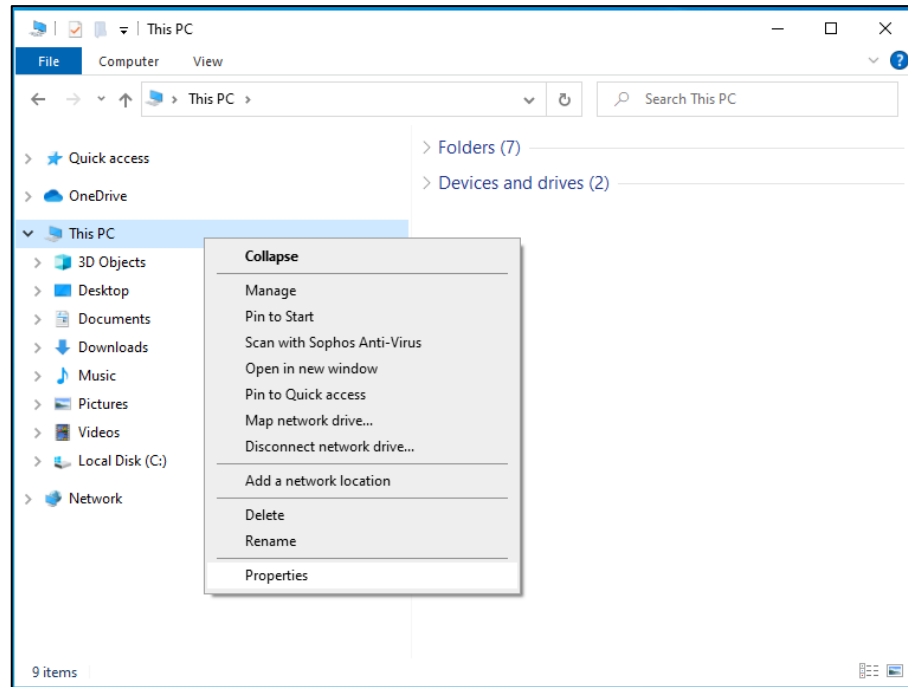 This PC
File Computer View
This PC
Search This PC
Quick access
OneDrive
This PC
3D Objects
Desktop
Documents
Downloads
Music
Pictures
Videos
Local Disk (C:)
Network
Folders (7)
Devices and drives (2)
Collapse
Manage
Pin to Start
Scan with Sophos Anti-Virus
Open in new window
Pin to Quick access
Map network drive...
Disconnect network drive...
Add a network location
Delete
Rename
Properties
9 items